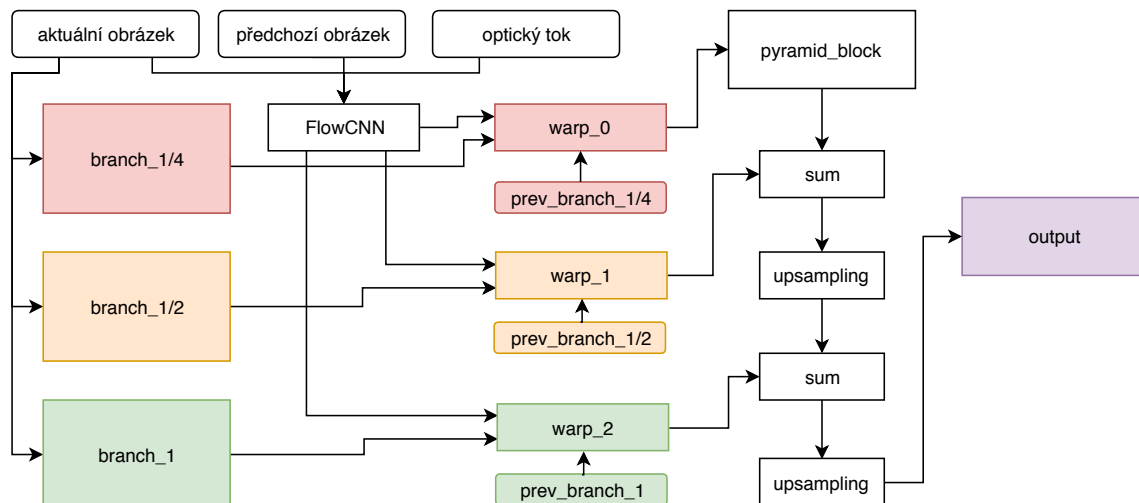 aktuální obrázek
předchozí obrázek
optický tok
pyramid_block
FlowCNN
warp_0
branch_1/4
sum
prev_branch_1/4
output
warp_1
upsampling
branch_1/2
prev_branch_1/2
sum
warp_2
branch_1
upsampling
prev_branch_1